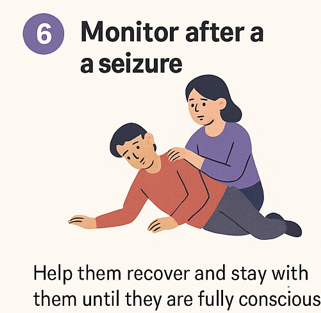 6
Monitor after a
a seizure
Help them recover and stay with
them until they are fully conscious